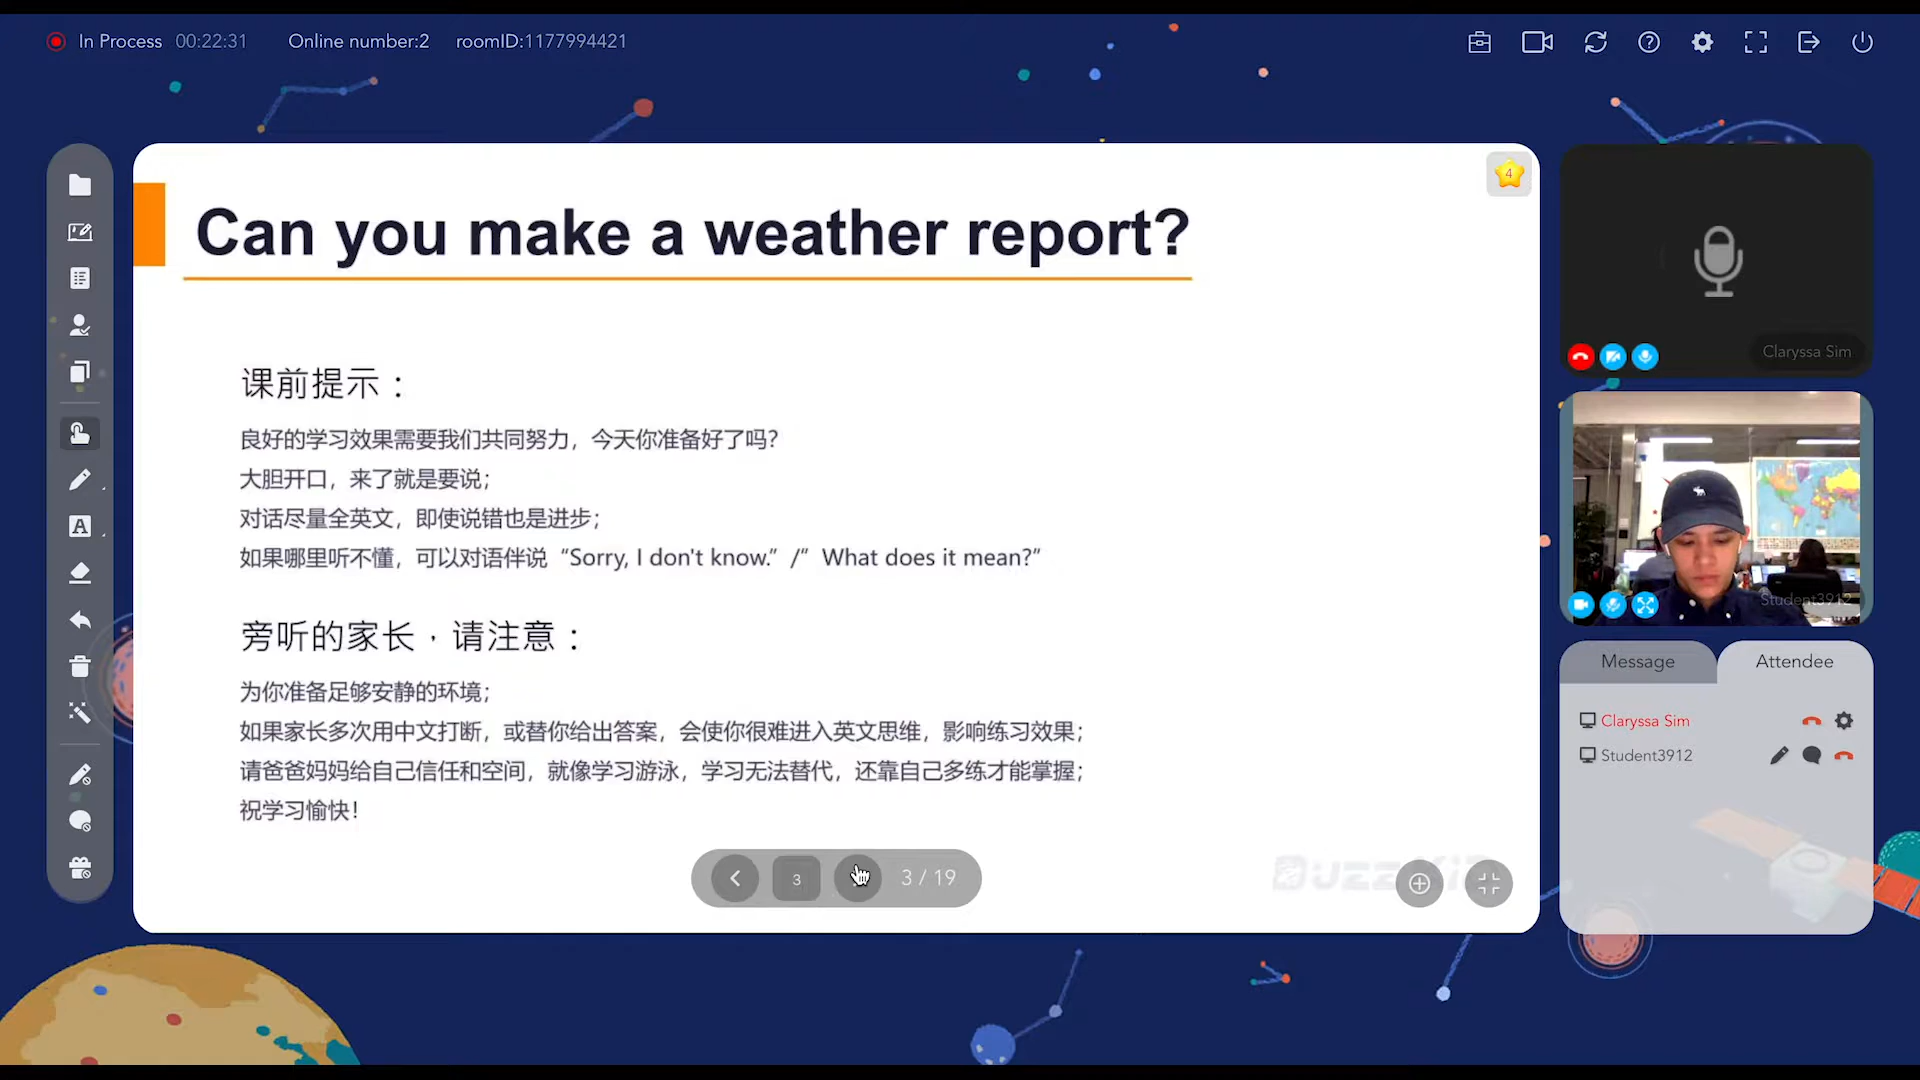 In Process 00:22:31 Online number:2 roomID:1177994421
4
Can you make a weather report?
课前提示：
良好的学习效果需要我们共同努力，今天你准备好了吗？
大胆开口，来了就是要说；
对话尽量全英文，即使说错也是进步；
如果哪里听不懂，可以对语伴说 “Sorry, I don't know.” /” What does it mean?”
旁听的家长，请注意：
为你准备足够安静的环境；
如果家长多次用中文打断，或替你给出答案，会使你很难进入英文思维，影响练习效果；
请爸爸妈妈给自己信任和空间，就像学习游泳，学习无法替代，还靠自己多练才能掌握；
祝学习愉快！
3 3 / 19
Claryssa Sim
Student3912
Message Attendee
Claryssa Sim
Student3912